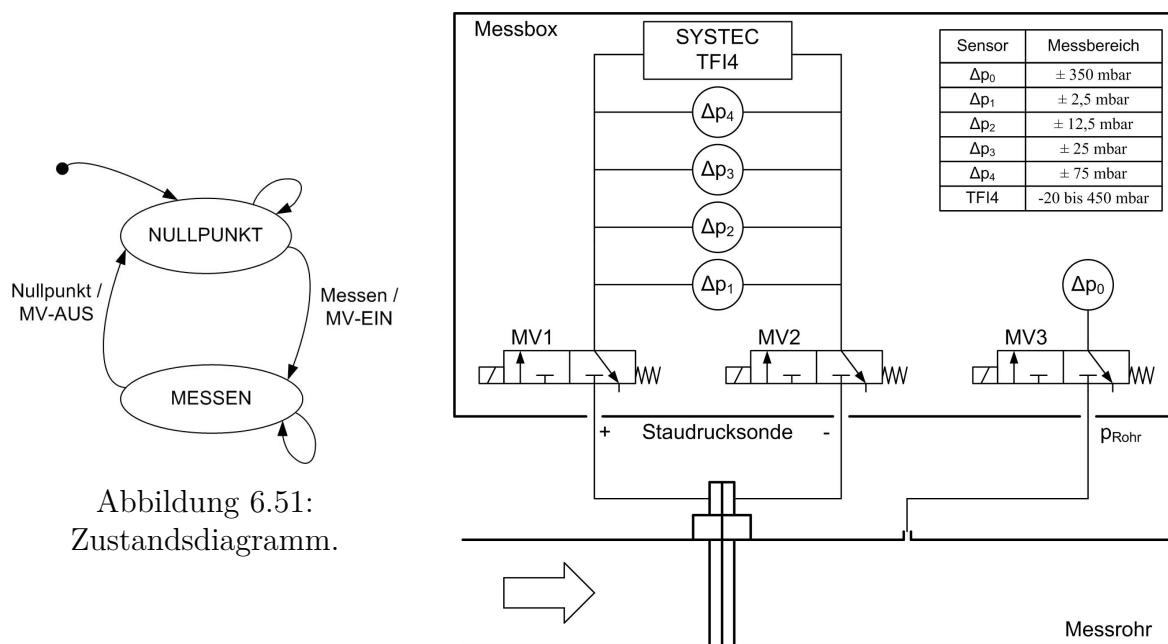 NULLPUNKT
Nullpunkt /
MV-AUS
Messen /
MV-EIN
MESSEN
Abbildung 6.51:
Zustandsdiagramm.
Messbox
SYSTEC
TFI4
Δp4
Δp3
Δp2
Δp1
Δp0
Sensor Messbereich
Δp0 ± 350 mbar
Δp1 ± 2,5 mbar
Δp2 ± 12,5 mbar
Δp3 ± 25 mbar
Δp4 ± 75 mbar
TFI4 -20 bis 450 mbar
MV1
MV2
MV3
+ Staudrucksonde -
pRohr
Messrohr